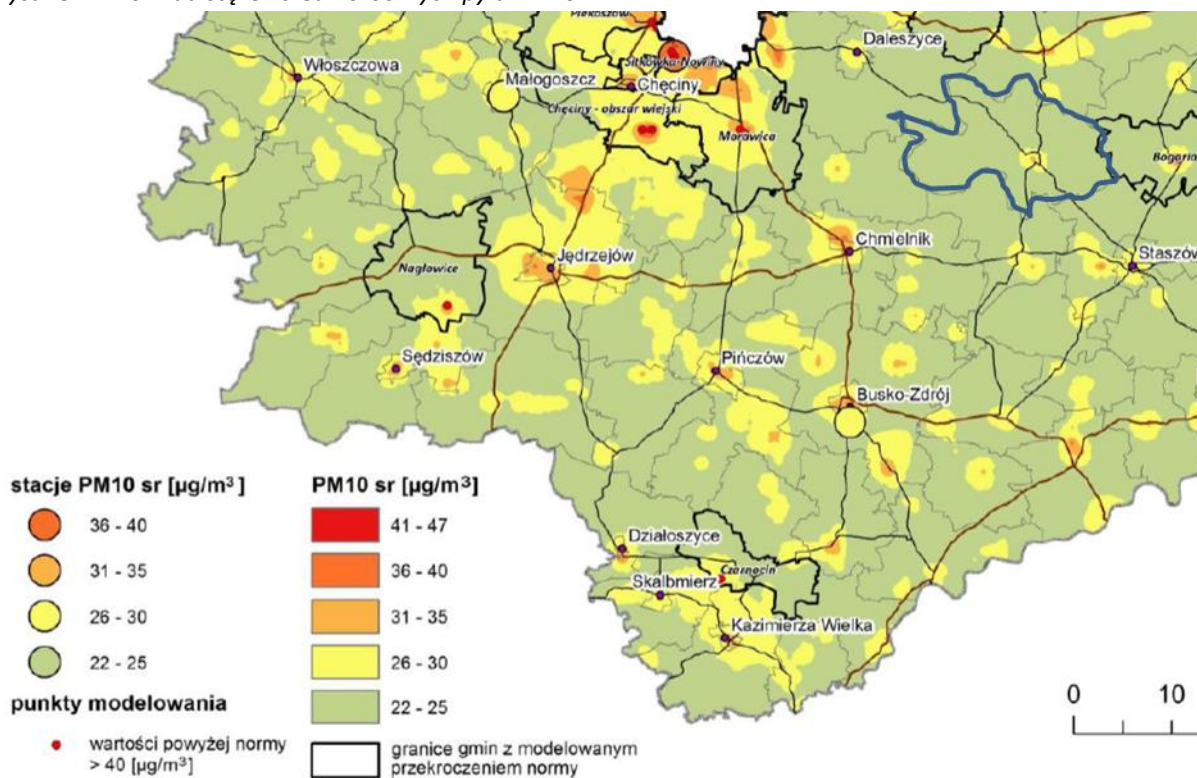 Piekoszów
Daleszyce
Sitkówka-Nowiny
Włoszczowa
Małogoszcz
Chęciny
Chęciny - obszar wiejski
Morawica
Bogoria
Chmielnik
Jędrzejów
Staszów
Nagłowice
Sędziszów
Pińczów
Busko-Zdrój
stacje PM10 sr [µg/m³]
PM10 sr [µg/m³]
36 - 40
41 - 47
31 - 35
36 - 40
26 - 30
31 - 35
22 - 25
26 - 30
22 - 25
punkty modelowania
wartości powyżej normy
> 40 [µg/m³]
granice gmin z modelowanym
przekroczeniem normy
Działoszyce
Czarnocin
Skalbmierz
Kazimierza Wielka
0 10